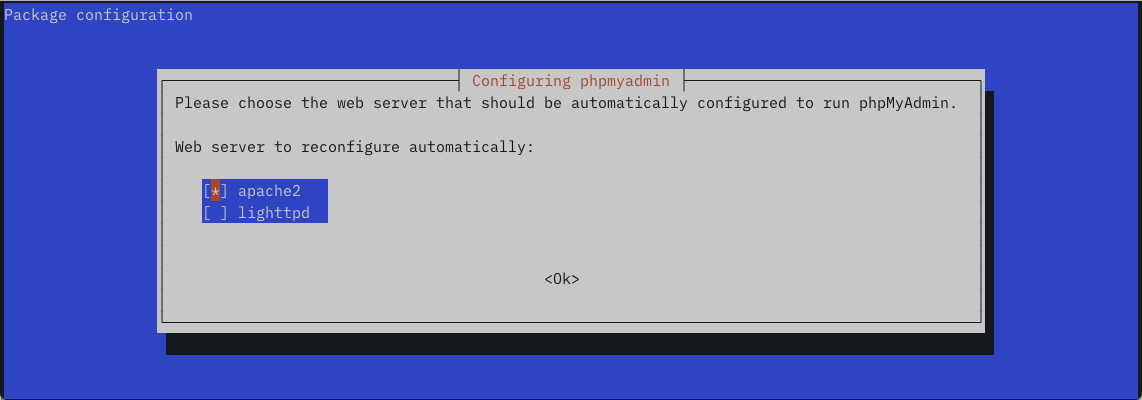 Package configuration
Configuring phpmyadmin
Please choose the web server that should be automatically configured to run phpMyAdmin.
Web server to reconfigure automatically:
[*] apache2
[ ] lighttpd
<Ok>